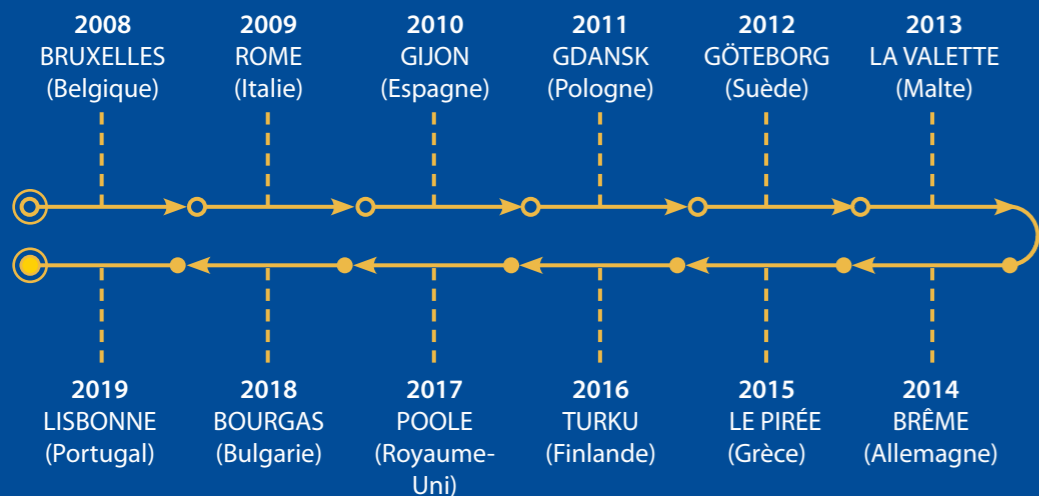 2008
BRUXELLES
(Belgique)
2009
ROME
(Italie)
2010
GIJON
(Espagne)
2011
GDANSK
(Pologne)
2012
GÖTEBORG
(Suède)
2013
LA VALETTE
(Malte)
2019
LISBONNE
(Portugal)
2018
BOURGAS
(Bulgarie)
2017
POOLE
(Royaume-
Uni)
2016
TURKU
(Finlande)
2015
LE PIRÉE
(Grèce)
2014
BRÊME
(Allemagne)